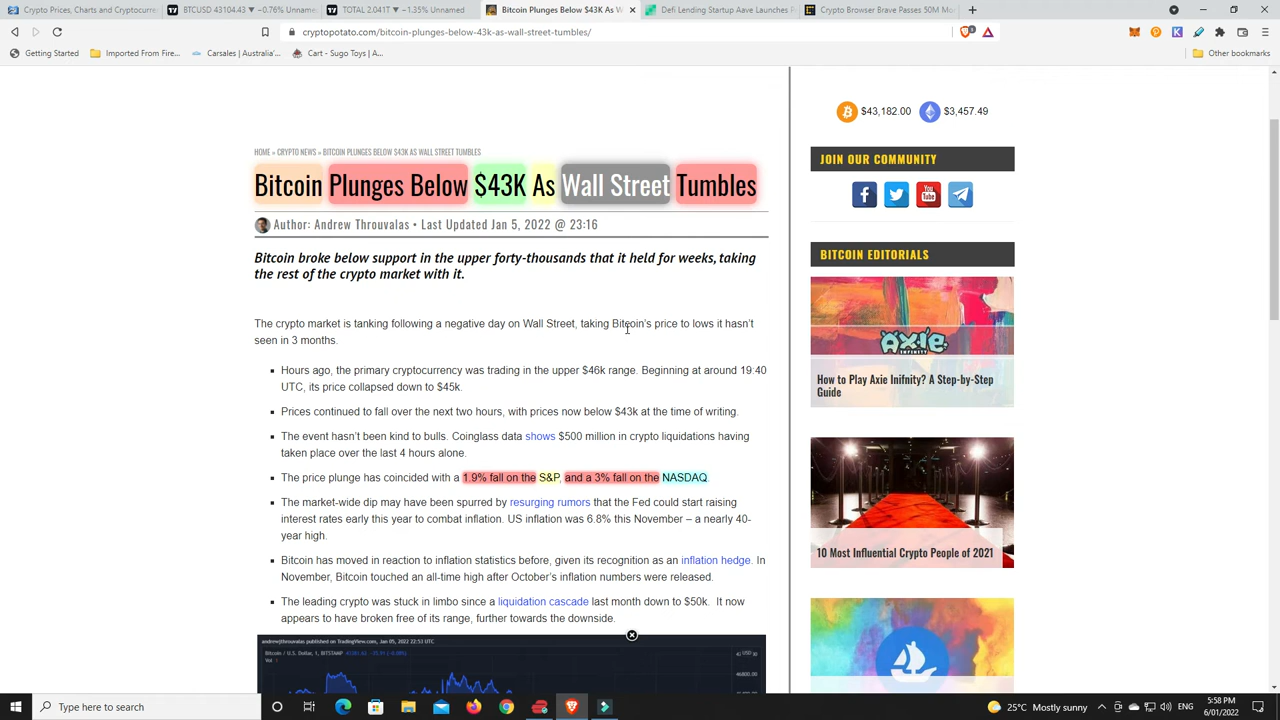 Crypto Prices, Charts and Cryptocurr
BTCUSD 43104.43 ▼ −0.76% Unnamed
TOTAL 2.041T ▼ −1.35% Unnamed
Bitcoin Plunges Below $43K As W
Defi Lending Startup Aave Launches
Crypto Browser Brave Passes 50M Mo
cryptopotato.com/bitcoin-plunges-below-43k-as-wall-street-tumbles/
Getting Started
Imported From Fire...
Carsales | Australia'...
Cart - Sugo Toys | A...
Other bookmarks
$43,182.00
$3,457.49
HOME » CRYPTO NEWS » BITCOIN PLUNGES BELOW $43K AS WALL STREET TUMBLES
Bitcoin Plunges Below $43K As Wall Street Tumbles
Author: Andrew Throuvalas • Last Updated Jan 5, 2022 @ 23:16
Bitcoin broke below support in the upper forty-thousands that it held for weeks, taking
the rest of the crypto market with it.
The crypto market is tanking following a negative day on Wall Street, taking Bitcoin's price to lows it hasn't
seen in 3 months.
Hours ago, the primary cryptocurrency was trading in the upper $46k range. Beginning at around 19:40
UTC, its price collapsed down to $45k.
Prices continued to fall over the next two hours, with prices now below $43k at the time of writing.
The event hasn't been kind to bulls. Coinglass data shows $500 million in crypto liquidations having
taken place over the last 4 hours alone.
The price plunge has coincided with a 1.9% fall on the S&P, and a 3% fall on the NASDAQ.
The market-wide dip may have been spurred by resurging rumors that the Fed could start raising
interest rates early this year to combat inflation. US inflation was 6.8% this November – a nearly 40-
year high.
Bitcoin has moved in reaction to inflation statistics before, given its recognition as an inflation hedge. In
November, Bitcoin touched an all-time high after October's inflation numbers were released.
The leading crypto was stuck in limbo since a liquidation cascade last month down to $50k. It now
appears to have broken free of its range, further towards the downside.
andrewjthrouvalas published on TradingView.com, Jan 05, 2022 22:53 UTC
Bitcoin / U.S. Dollar, 1, BITSTAMP
Vol
USD
46800.00
JOIN OUR COMMUNITY
You
Tube
BITCOIN EDITORIALS
AXIE
INFINITY
How to Play Axie Inifnity? A Step-by-Step
Guide
10 Most Influential Crypto People of 2021
Type here to search
25°C Mostly sunny
ENG
5:58 PM
6/01/2022